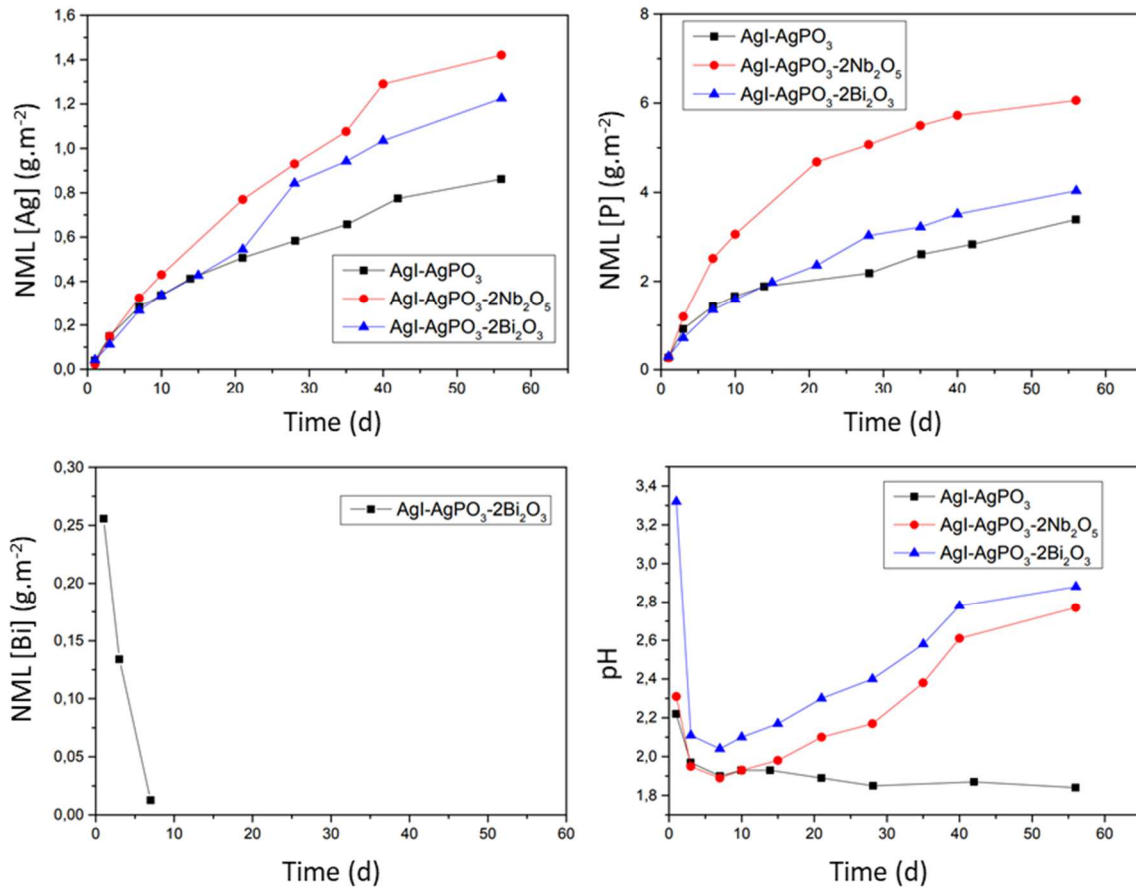 NML [Ag] (g.m⁻²)
1,6
1,4
1,2
1,0
0,8
0,6
0,4
0,2
0,0
0 10 20 30 40 50 60
Time (d)
AgI-AgPO₃
AgI-AgPO₃-2Nb₂O₅
AgI-AgPO₃-2Bi₂O₃
NML [P] (g.m⁻²)
8
6
4
2
0
0 10 20 30 40 50 60
Time (d)
AgI-AgPO₃
AgI-AgPO₃-2Nb₂O₅
AgI-AgPO₃-2Bi₂O₃
NML [Bi] (g.m⁻²)
0,30
0,25
0,20
0,15
0,10
0,05
0,00
0 10 20 30 40 50 60
Time (d)
AgI-AgPO₃-2Bi₂O₃
pH
3,4
3,2
3,0
2,8
2,6
2,4
2,2
2,0
1,8
0 10 20 30 40 50 60
Time (d)
AgI-AgPO₃
AgI-AgPO₃-2Nb₂O₅
AgI-AgPO₃-2Bi₂O₃